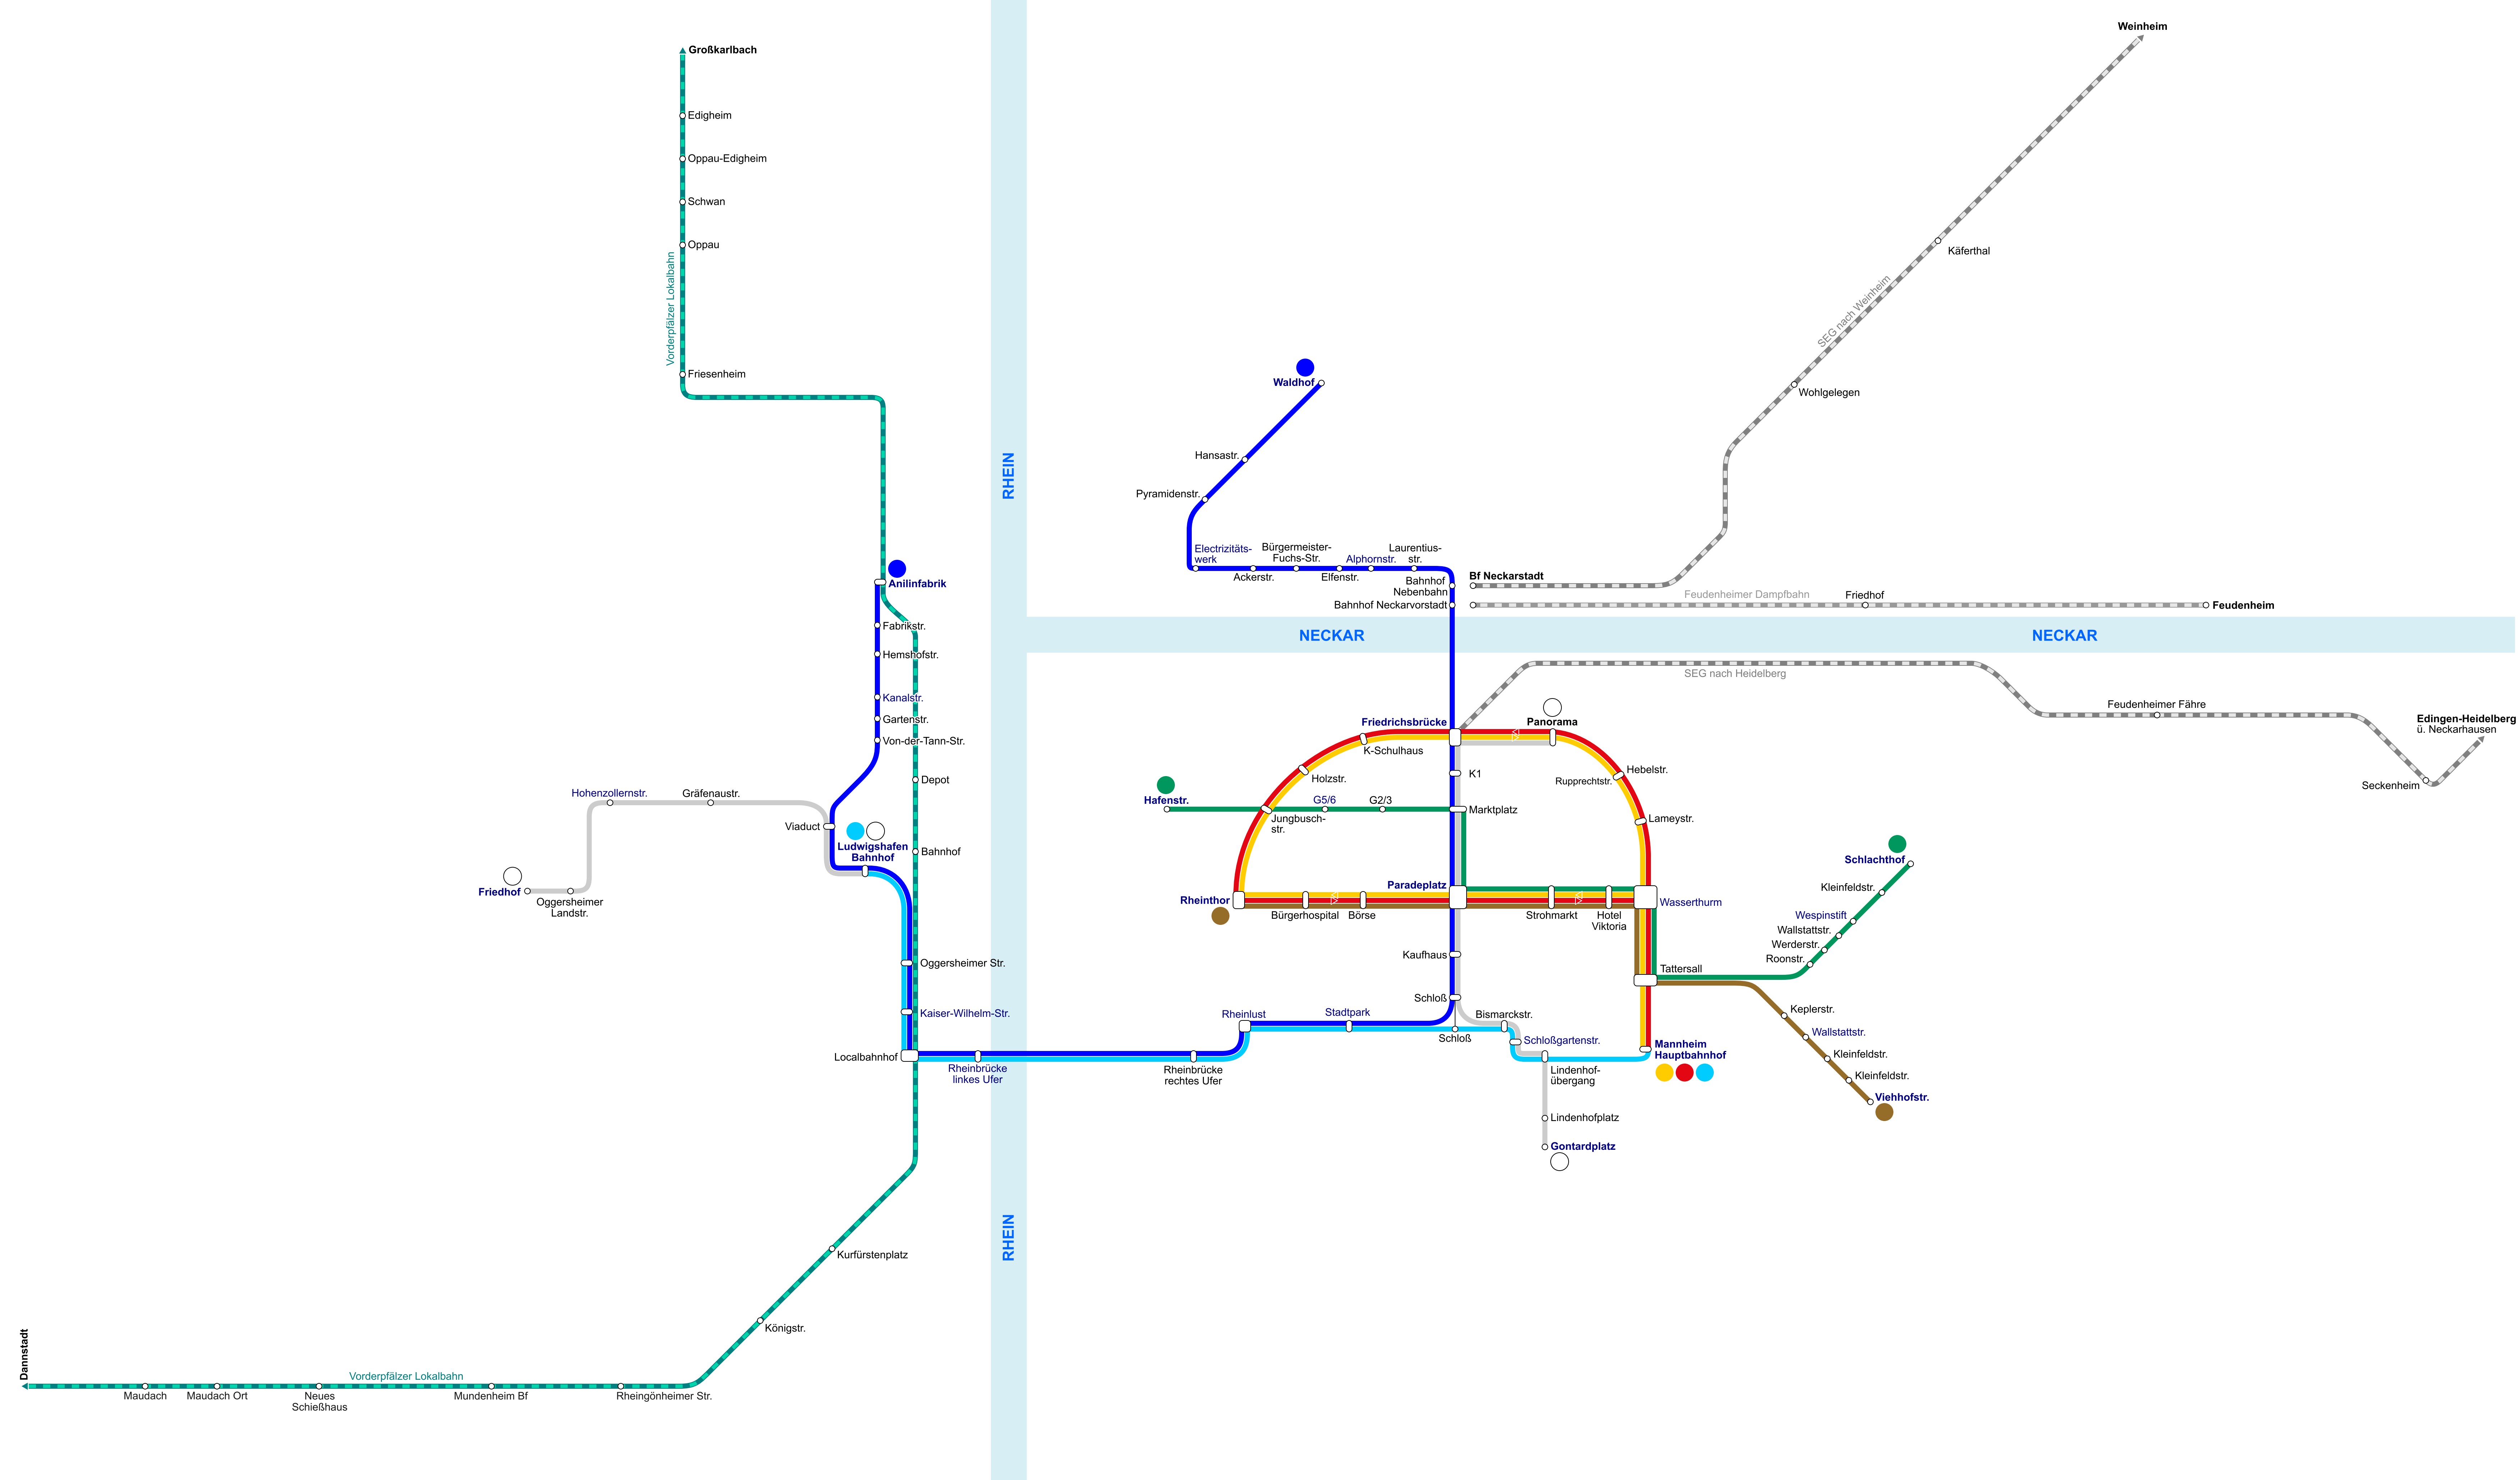 Großkarlbach
Edigheim
Oppau-Edigheim
Schwan
Oppau
Vorderpfälzer Lokalbahn
Friesenheim
Anilinfabrik
Fabrikstr.
Hemshofstr.
Kanalstr.
Gartenstr.
Von-der-Tann-Str.
Depot
Hohenzollernstr.
Gräfenaustr.
Viaduct
Ludwigshafen
Bahnhof
Bahnhof
Friedhof
Oggersheimer
Landstr.
Oggersheimer Str.
Kaiser-Wilhelm-Str.
Localbahnhof
Rheinbrücke
linkes Ufer
Kurfürstenplatz
Königstr.
Dannstadt
Vorderpfälzer Lokalbahn
Maudach
Maudach Ort
Neues
Schießhaus
Mundenheim Bf
Rheingönheimer Str.
RHEIN
RHEIN
Weinheim
Käferthal
SEG nach Weinheim
Wohlgelegen
Waldhof
Hansastr.
Pyramidenstr.
Electrizitäts-
werk
Ackerstr.
Bürgermeister-
Fuchs-Str.
Elfenstr.
Alphornstr.
Laurentius-
str.
Bahnhof
Nebenbahn
Bahnhof Neckarvorstadt
Bf Neckarstadt
Feudenheimer Dampfbahn
Friedhof
Feudenheim
NECKAR
NECKAR
SEG nach Heidelberg
Feudenheimer Fähre
Edingen-Heidelberg
ü. Neckarhausen
Seckenheim
Friedrichsbrücke
Panorama
K-Schulhaus
K1
Holzstr.
Rupprechtstr.
Hebelstr.
Hafenstr.
G5/6
G2/3
Marktplatz
Jungbusch-
str.
Lameystr.
Schlachthof
Kleinfeldstr.
Wespinstift
Wallstattstr.
Werderstr.
Roonstr.
Paradeplatz
Rheinthor
Bürgerhospital
Börse
Strohmarkt
Hotel
Viktoria
Wasserthurm
Kaufhaus
Tattersall
Schloß
Keplerstr.
Wallstattstr.
Kleinfeldstr.
Kleinfeldstr.
Viehhofstr.
Rheinlust
Stadtpark
Bismarckstr.
Schloß
Schloßgartenstr.
Mannheim
Hauptbahnhof
Rheinbrücke
rechtes Ufer
Lindenhof-
übergang
Lindenhofplatz
Gontardplatz